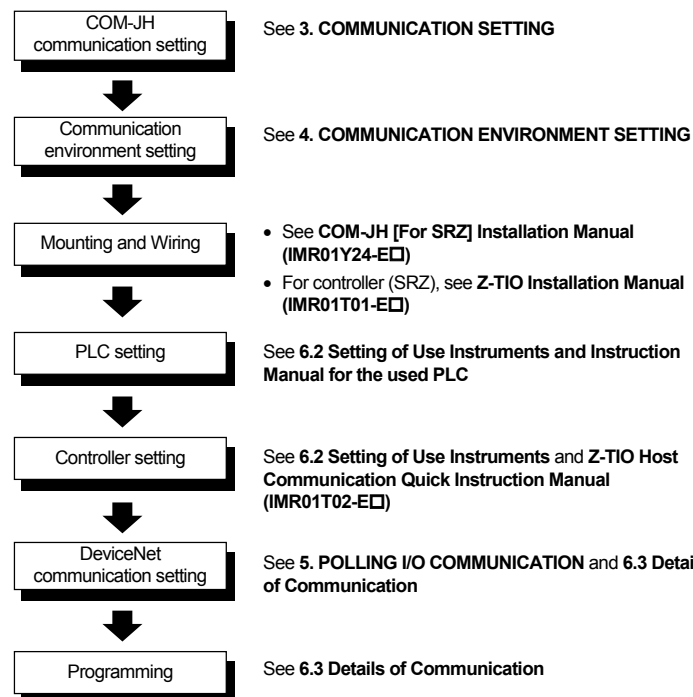 COM-JH
communication setting
See 3. COMMUNICATION SETTING
Communication
environment setting
See 4. COMMUNICATION ENVIRONMENT SETTING
Mounting and Wiring
• See COM-JH [For SRZ] Installation Manual
(IMR01Y24-E□)
• For controller (SRZ), see Z-TIO Installation Manual
(IMR01T01-E□)
PLC setting
See 6.2 Setting of Use Instruments and Instruction
Manual for the used PLC
Controller setting
See 6.2 Setting of Use Instruments and Z-TIO Host
Communication Quick Instruction Manual
(IMR01T02-E□)
DeviceNet
communication setting
See 5. POLLING I/O COMMUNICATION and 6.3 Detai
of Communication
Programming
See 6.3 Details of Communication